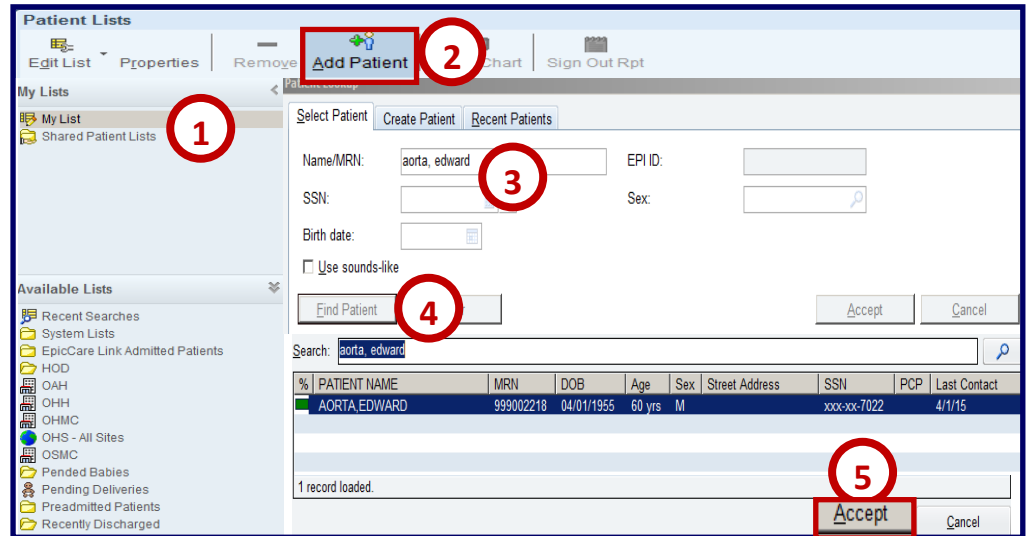 Patient Lists
Edit List Properties Remove Add Patient 2 Chart Sign Out Rpt
My Lists
My List
Shared Patient Lists
1
Patient Lookup
Select Patient Create Patient Recent Patients
Name/MRN: aorta, edward EPI ID:
3
SSN: Sex:
Birth date:
Use sounds-like
Find Patient 4 Accept Cancel
Available Lists
Recent Searches
System Lists
EpicCare Link Admitted Patients
HOD
OAH
OHH
OHMC
OHS - All Sites
OSMC
Pended Babies
Pending Deliveries
Preadmitted Patients
Recently Discharged
Search: aorta, edward
% PATIENT NAME MRN DOB Age Sex Street Address SSN PCP Last Contact
AORTA,EDWARD 999002218 04/01/1955 60 yrs M xxx-xx-7022 4/1/15
5
1 record loaded.
Accept Cancel